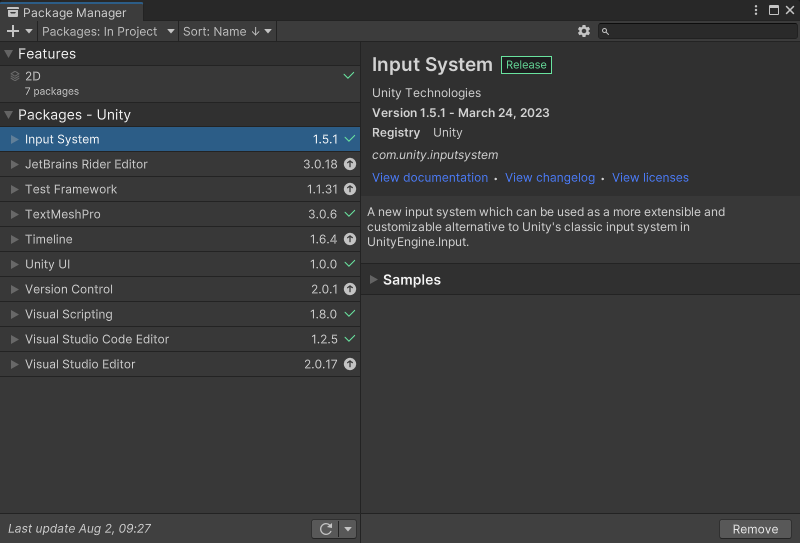 Package Manager
Packages: In Project
Sort: Name ↓
Features
2D
7 packages
Packages - Unity
Input System 1.5.1
JetBrains Rider Editor 3.0.18
Test Framework 1.1.31
TextMeshPro 3.0.6
Timeline 1.6.4
Unity UI 1.0.0
Version Control 2.0.1
Visual Scripting 1.8.0
Visual Studio Code Editor 1.2.5
Visual Studio Editor 2.0.17
Last update Aug 2, 09:27
Input System Release
Unity Technologies
Version 1.5.1 - March 24, 2023
Registry Unity
com.unity.inputsystem
View documentation • View changelog • View licenses
A new input system which can be used as a more extensible and
customizable alternative to Unity's classic input system in
UnityEngine.Input.
Samples
Remove